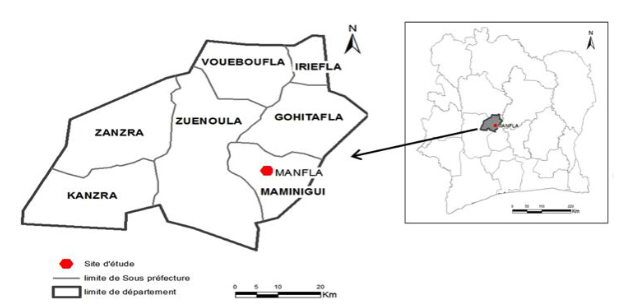 N
VOUEBOUFLA
IRIEFLA
ZUENOULA
GOHITAFLA
ZANZRA
MANFLA
KANZRA
MAMINIGUI
Site d'étude
limite de Sous préfecture
limite de département
0 5 10 20
Km
N
MANFLA
Km